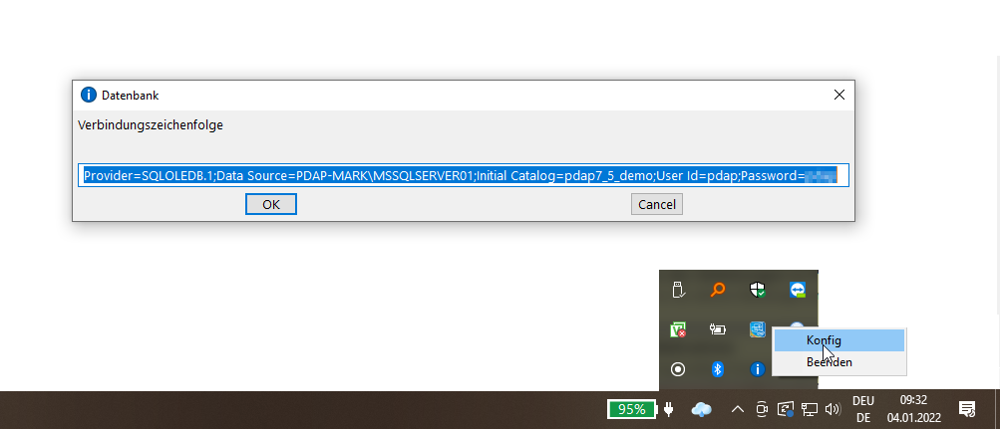 Datenbank
Verbindungszeichenfolge
Provider=SQLOLEDB.1;Data Source=PDAP-MARK\MSSQLSERVER01;Initial Catalog=pdap7_5_demo;User Id=pdap;Password=
OK
Cancel
Konfig
Beenden
95%
DEU
09:32
DE
04.01.2022